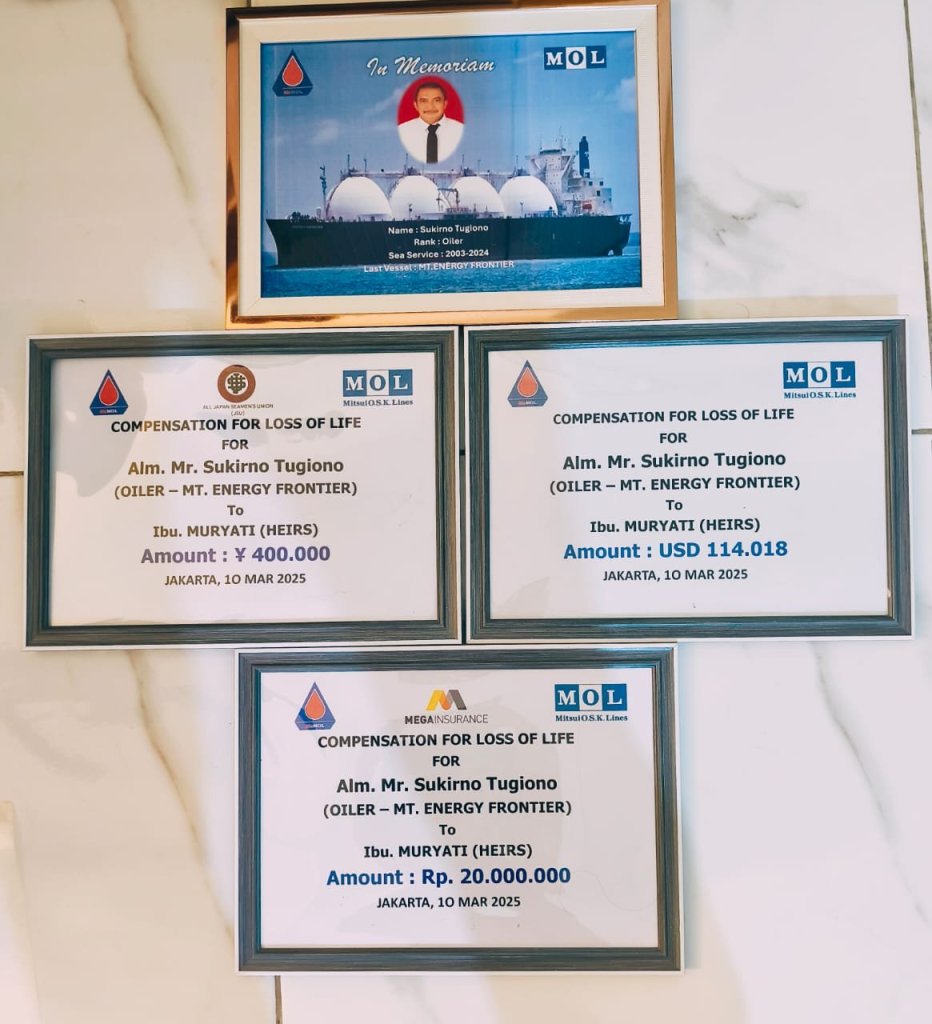 In Memoriam
MOL
Name : Sukirno Tugiono
Rank : Oiler
Sea Service : 2003-2024
Last Vessel : MT.ENERGY FRONTIER
ALL JAPAN SEAMEN'S UNION
(JSU)
MOL
Mitsui O.S.K. Lines
COMPENSATION FOR LOSS OF LIFE
FOR
Alm. Mr. Sukirno Tugiono
(OILER – MT. ENERGY FRONTIER)
To
Ibu. MURYATI (HEIRS)
Amount : ¥ 400.000
JAKARTA, 10 MAR 2025
MOL
Mitsui O.S.K. Lines
COMPENSATION FOR LOSS OF LIFE
FOR
Alm. Mr. Sukirno Tugiono
(OILER – MT. ENERGY FRONTIER)
To
Ibu. MURYATI (HEIRS)
Amount : USD 114.018
JAKARTA, 10 MAR 2025
MEGAINSURANCE
MOL
Mitsui O.S.K. Lines
COMPENSATION FOR LOSS OF LIFE
FOR
Alm. Mr. Sukirno Tugiono
(OILER – MT. ENERGY FRONTIER)
To
Ibu. MURYATI (HEIRS)
Amount : Rp. 20.000.000
JAKARTA, 10 MAR 2025